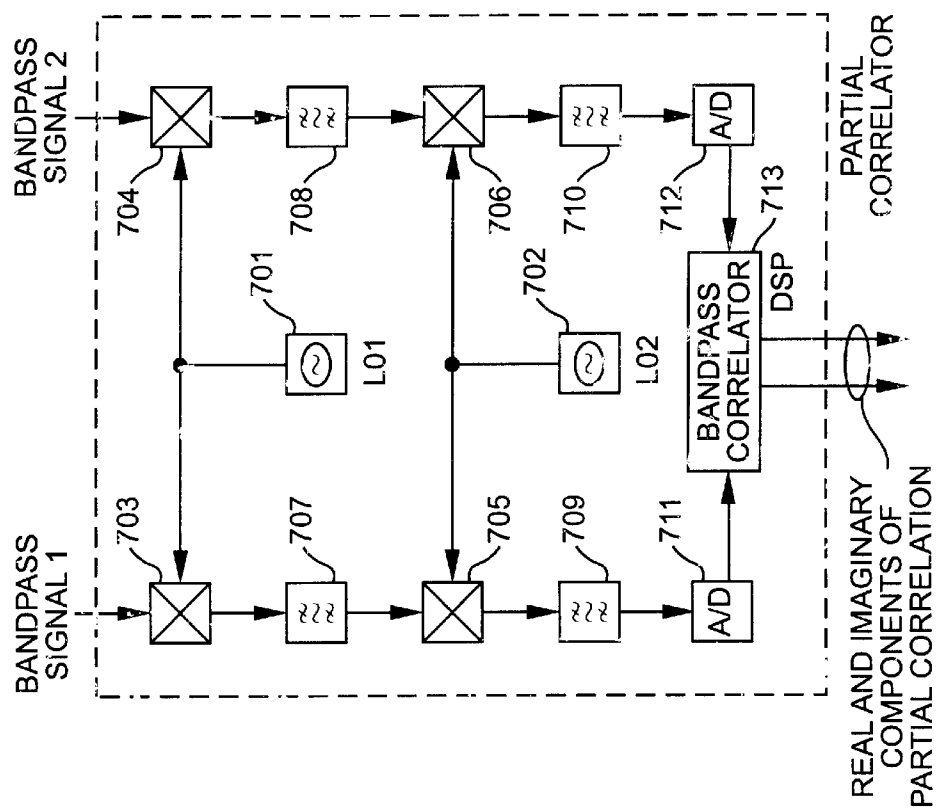 BANDPASS
SIGNAL 1
BANDPASS
SIGNAL 2
703
704
701
L01
707
708
705
706
702
L02
709
710
711
A/D
712
A/D
BANDPASS
CORRELATOR
713
DSP
REAL AND IMAGINARY
COMPONENTS OF
PARTIAL CORRELATION
PARTIAL
CORRELATOR